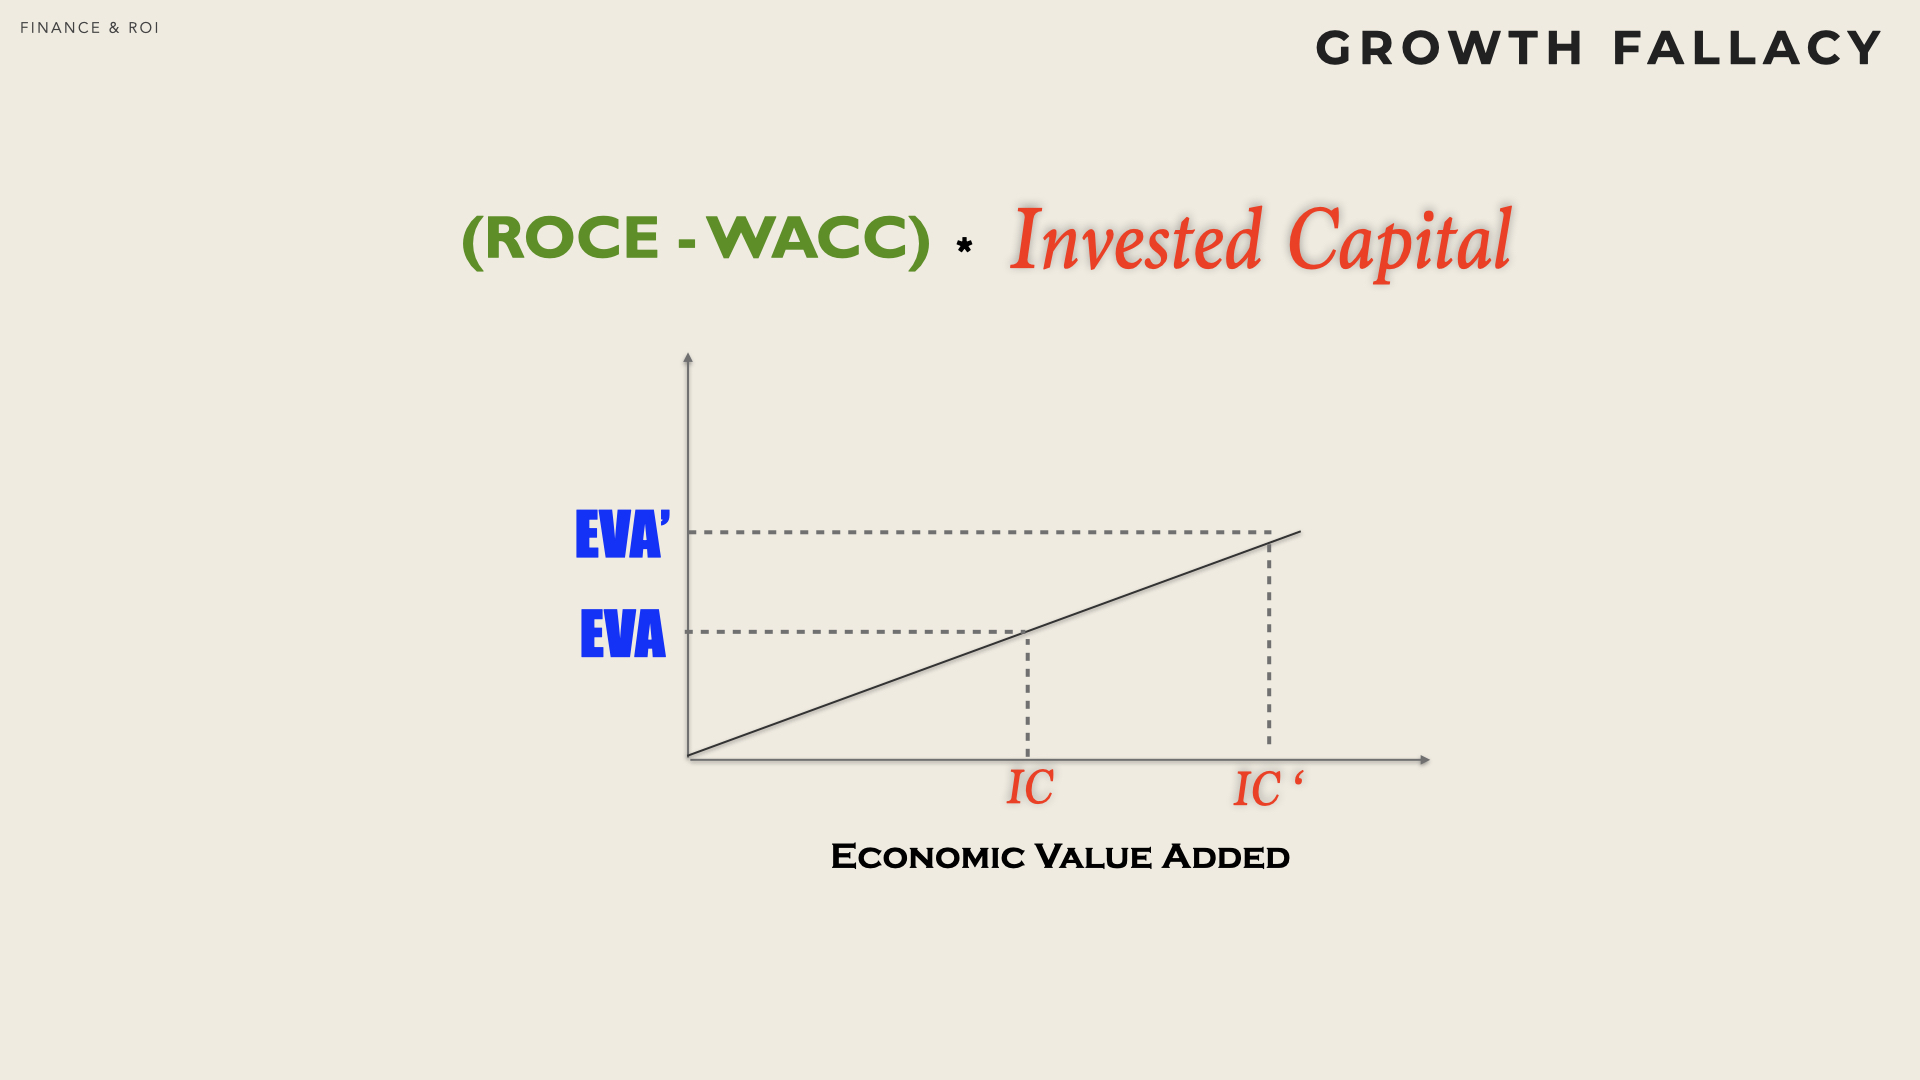 FINANCE & ROI
GROWTH FALLACY
(ROCE - WACC) * Invested Capital
EVA’
EVA
IC
IC ‘
Economic Value Added